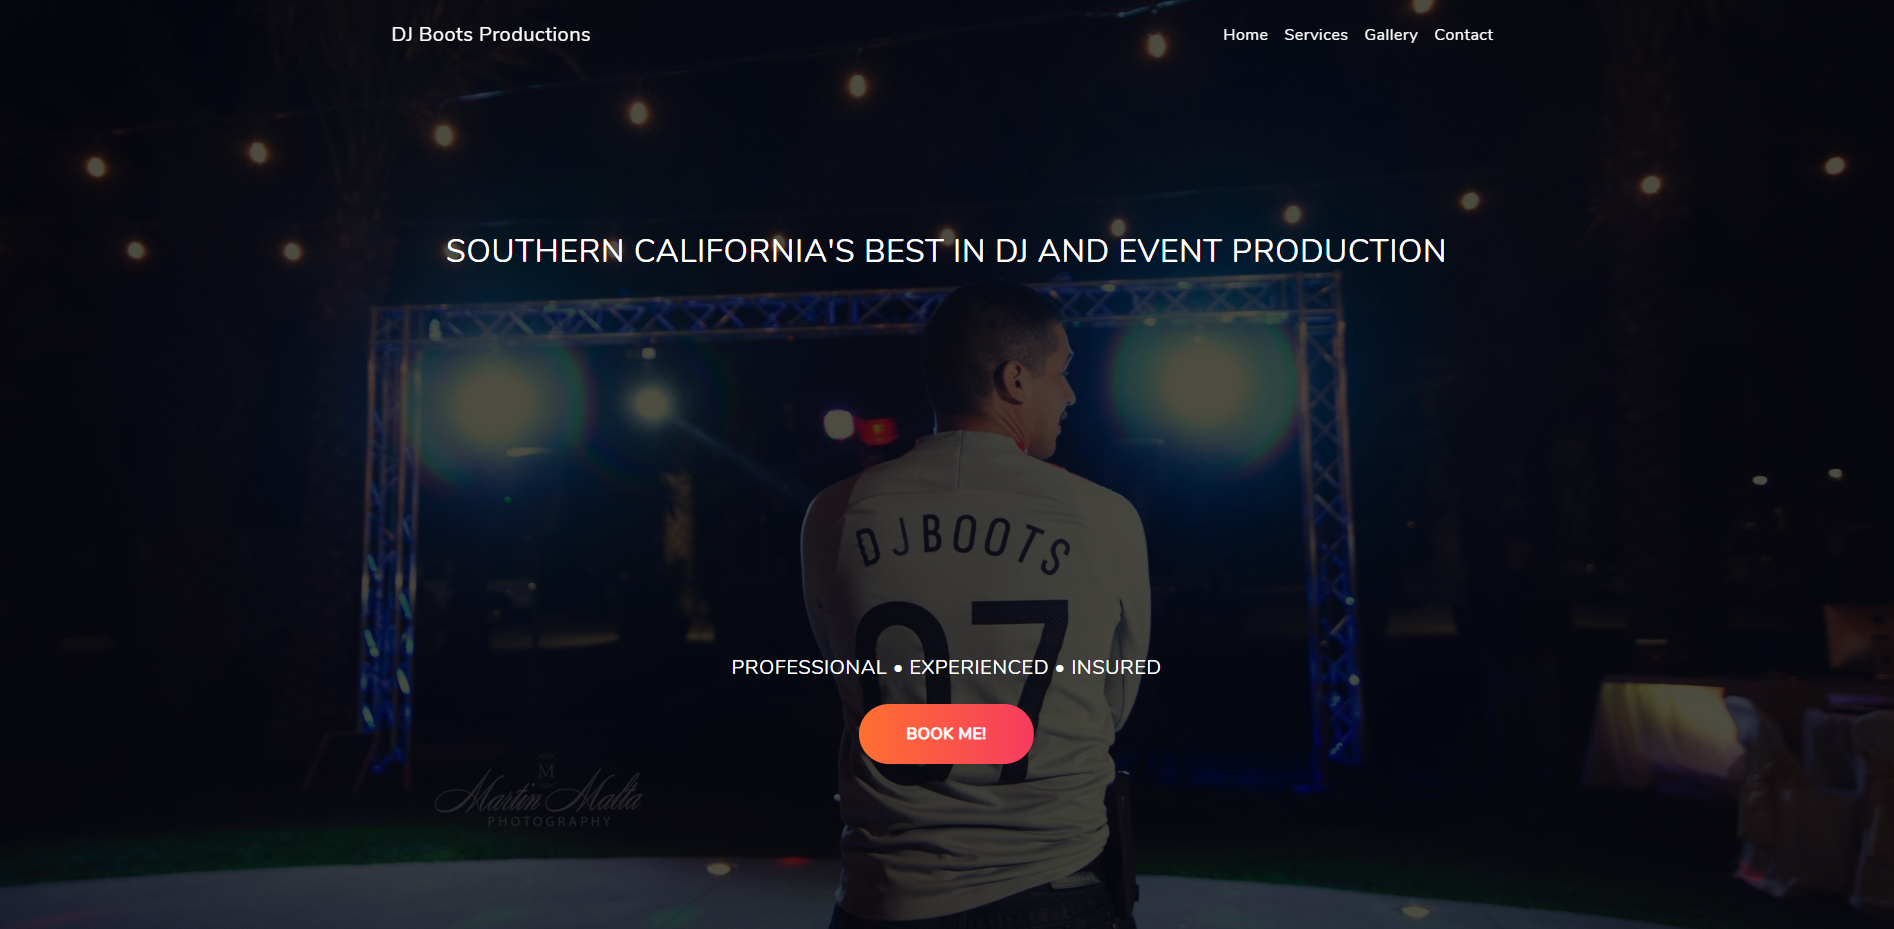 DJ Boots Productions
Home Services Gallery Contact
SOUTHERN CALIFORNIA'S BEST IN DJ AND EVENT PRODUCTION
DJBOOTS
07
PROFESSIONAL • EXPERIENCED • INSURED
BOOK ME!
M
Martin Malta
PHOTOGRAPHY